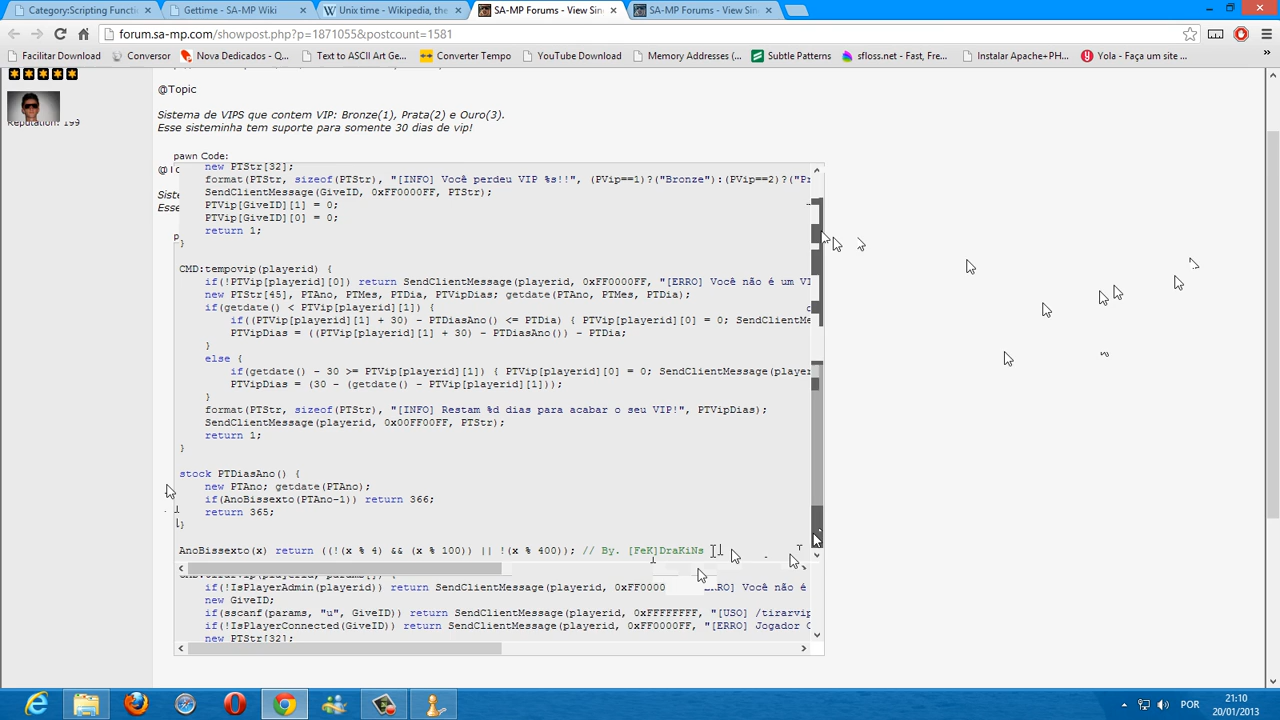 Category:Scripting Functi
Gettime - SA-MP Wiki
Unix time - Wikipedia, the
SA-MP Forums - View Sin
SA-MP Forums - View Sin
forum.sa-mp.com/showpost.php?p=1871055&postcount=1581
Facilitar Download
Conversor
Nova Dedicados - Q...
Text to ASCII Art Ge...
Converter Tempo
YouTube Download
Memory Addresses (...
Subtle Patterns
sfloss.net - Fast, Fre...
Instalar Apache+PH...
Yola - Faça um site ...
Reputation: 199
@Topic
Sistema de VIPS que contem VIP: Bronze(1), Prata(2) e Ouro(3).
Esse sisteminha tem suporte para somente 30 dias de vip!
pawn Code:
new PTStr[32];
format(PTStr, sizeof(PTStr), "[INFO] Você perdeu VIP %s!!", (PVip==1)?("Bronze"):(PVip==2)?("Pr
SendClientMessage(GiveID, 0xFF0000FF, PTStr);
PTVip[GiveID][1] = 0;
PTVip[GiveID][0] = 0;
return 1;
}
CMD:tempovip(playerid) {
if(!PTVip[playerid][0]) return SendClientMessage(playerid, 0xFF0000FF, "[ERRO] Você não é um VI
new PTStr[45], PTAno, PTMes, PTDia, PTVipDias; getdate(PTAno, PTMes, PTDia);
if(getdate() < PTVip[playerid][1]) {
if((PTVip[playerid][1] + 30) - PTDiasAno() <= PTDia) { PTVip[playerid][0] = 0; SendClientM
PTVipDias = ((PTVip[playerid][1] + 30) - PTDiasAno()) - PTDia;
}
else {
if(getdate() - 30 >= PTVip[playerid][1]) { PTVip[playerid][0] = 0; SendClientMessage(player
PTVipDias = (30 - (getdate() - PTVip[playerid][1]));
}
format(PTStr, sizeof(PTStr), "[INFO] Restam %d dias para acabar o seu VIP!", PTVipDias);
SendClientMessage(playerid, 0x00FF00FF, PTStr);
return 1;
}
stock PTDiasAno() {
new PTAno; getdate(PTAno);
if(AnoBissexto(PTAno-1)) return 366;
return 365;
}
AnoBissexto(x) return ((!(x % 4) && (x % 100)) || !(x % 400)); // By. [FeK]DraKiNs
if(!IsPlayerAdmin(playerid)) return SendClientMessage(playerid, 0xFF0000 RO] Você não é
new GiveID;
if(sscanf(params, "u", GiveID)) return SendClientMessage(playerid, 0xFFFFFFFF, "[USO] /tirarvip
if(!IsPlayerConnected(GiveID)) return SendClientMessage(playerid, 0xFF0000FF, "[ERRO] Jogador
new PTStr[32];
POR
21:10
20/01/2013